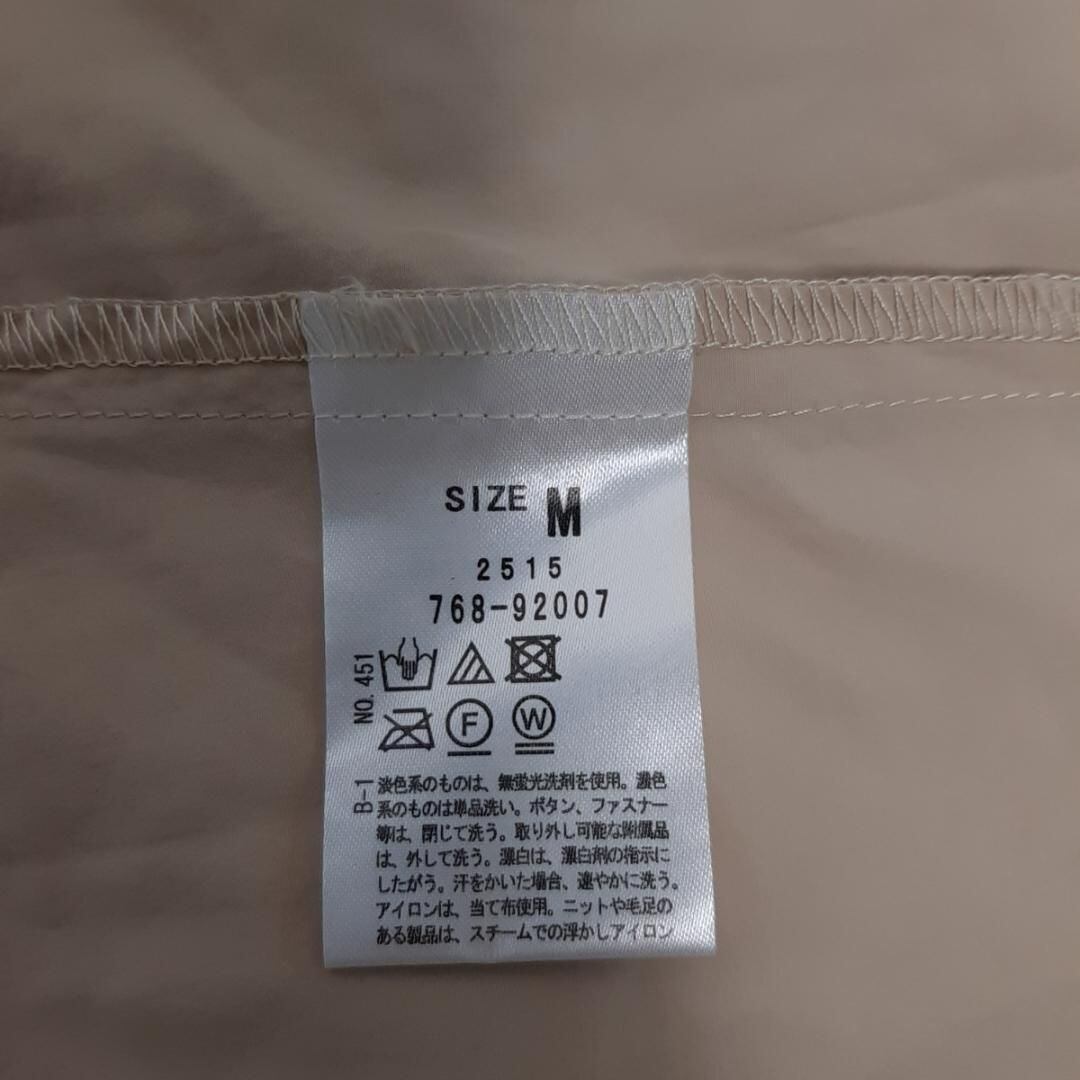 SIZE M
2515
768-92007
NO.451
F
W
B-1
淡色系のものは、無蛍光洗剤を使用。濃色
系のものは単品洗い。ボタン、ファスナー
等は、閉じて洗う。取り外し可能な附属品
は、外して洗う。漂白は、漂白剤の指示に
したがう。汗をかいた場合、速やかに洗う。
アイロンは、当て布使用。ニットや毛足の
ある製品は、スチームでの浮かしアイロン